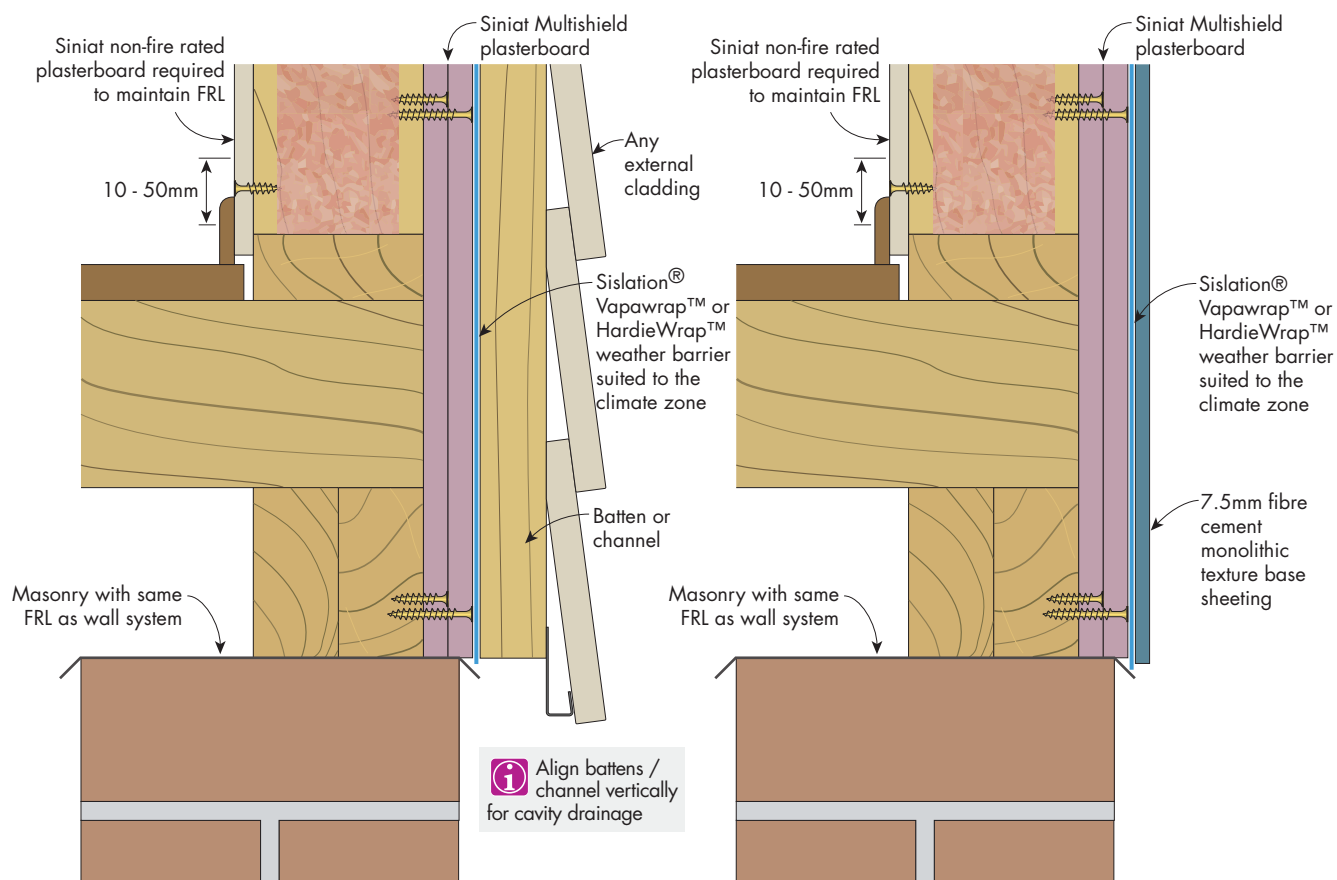 Siniat Multishield
plasterboard
Siniat non-fire rated
plasterboard required
to maintain FRL
10 - 50mm
Any
external
cladding
Sislation®
Vapawrap™ or
HardieWrap™
weather barrier
suited to the
climate zone
Batten or
channel
Masonry with same
FRL as wall system
Align battens /
channel vertically
for cavity drainage
Siniat Multishield
plasterboard
Siniat non-fire rated
plasterboard required
to maintain FRL
10 - 50mm
Sislation®
Vapawrap™ or
HardieWrap™
weather barrier
suited to the
climate zone
7.5mm fibre
cement
monolithic
texture base
sheeting
Masonry with same
FRL as wall system